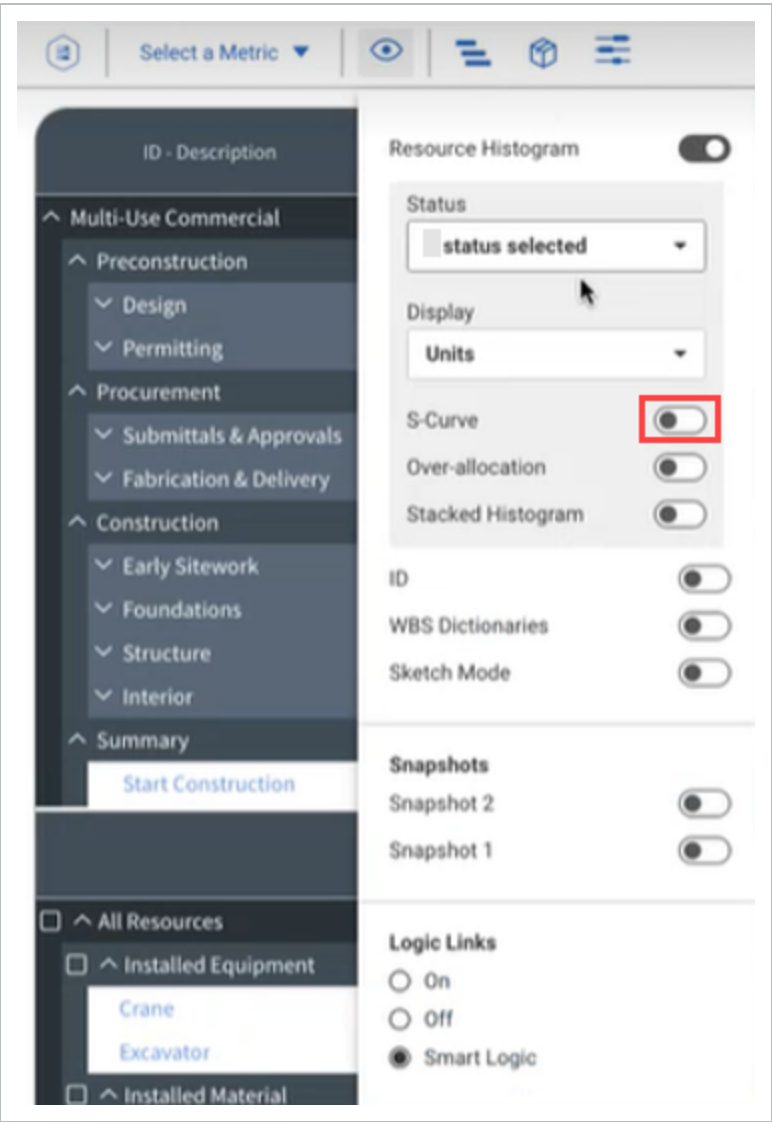 Select a Metric
ID - Description
Multi-Use Commercial
Preconstruction
Design
Permitting
Procurement
Submittals & Approvals
Fabrication & Delivery
Construction
Early Sitework
Foundations
Structure
Interior
Summary
Start Construction
All Resources
Installed Equipment
Crane
Excavator
Installed Material
Resource Histogram
Status
status selected
Display
Units
S-Curve
Over-allocation
Stacked Histogram
ID
WBS Dictionaries
Sketch Mode
Snapshots
Snapshot 2
Snapshot 1
Logic Links
On
Off
Smart Logic